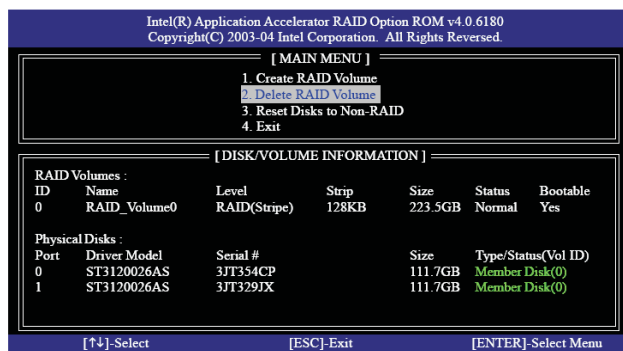 Intel(R) Application Accelerator RAID Option ROM v4.0.6180
Copyright(C) 2003-04 Intel Corporation. All Rights Reversed.
[ MAIN MENU ]
1. Create RAID Volume
2. Delete RAID Volume
3. Reset Disks to Non-RAID
4. Exit
[ DISK/VOLUME INFORMATION ]
RAID Volumes :
ID Name Level Strip Size Status Bootable
0 RAID_Volume0 RAID(Stripe) 128KB 223.5GB Normal Yes
Physical Disks :
Port Driver Model Serial # Size Type/Status(Vol ID)
0 ST3120026AS 3JT354CP 111.7GB Member Disk(0)
1 ST3120026AS 3JT329JX 111.7GB Member Disk(0)
[↑↓]-Select [ESC]-Exit [ENTER]-Select Menu